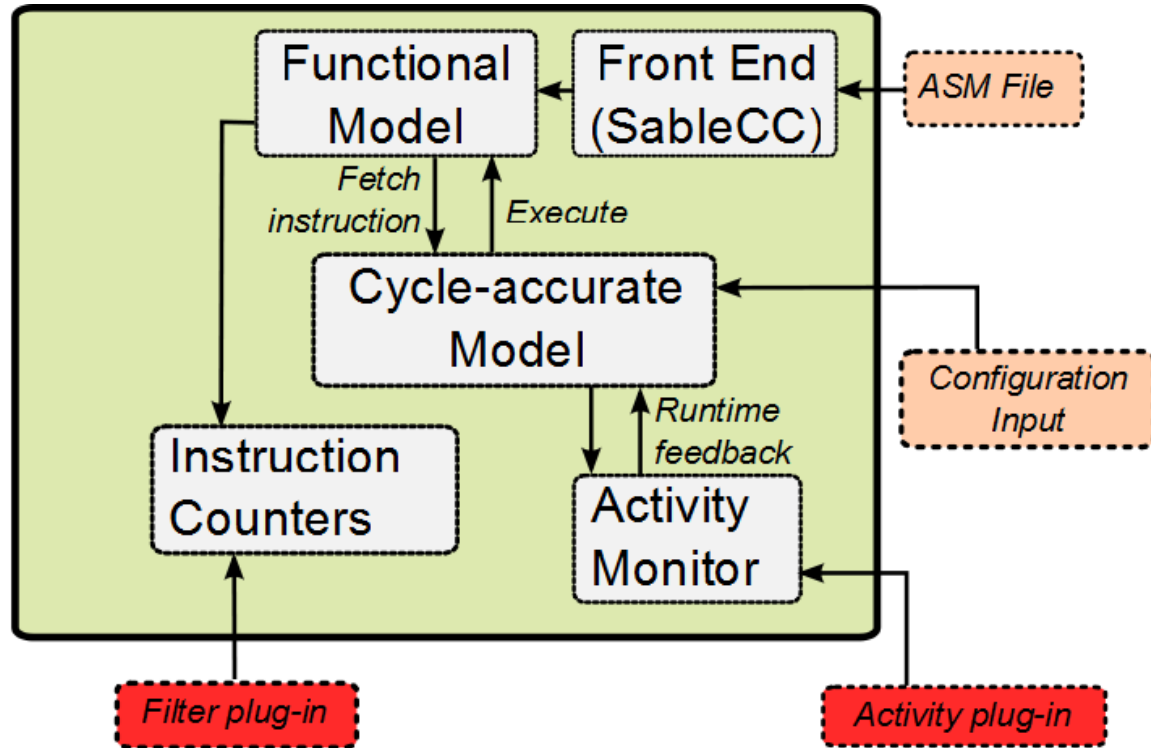 Functional
Model
Front End
(SableCC)
ASM File
Fetch
instruction
Execute
Cycle-accurate
Model
Configuration
Input
Runtime
feedback
Instruction
Counters
Activity
Monitor
Filter plug-in
Activity plug-in